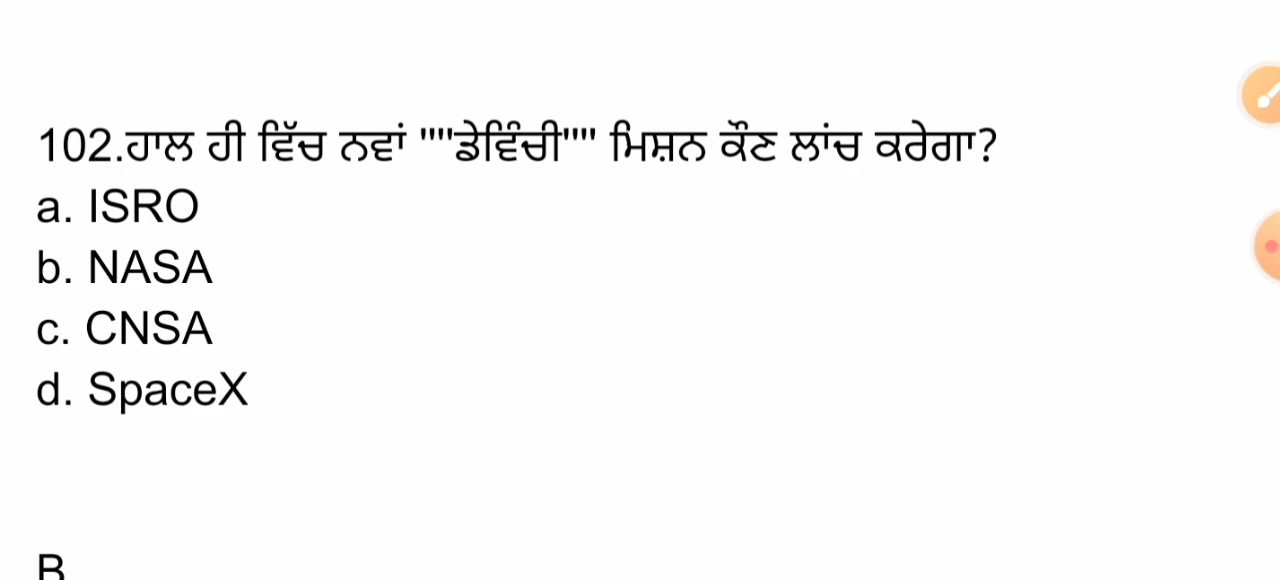 102.ਹਾਲ ਹੀ ਵਿੱਚ ਨਵਾਂ """ਡੇਵਿੰਚੀ""" ਮਿਸ਼ਨ ਕੌਣ ਲਾਂਚ ਕਰੇਗਾ?
a. ISRO
b. NASA
c. CNSA
d. SpaceX
B